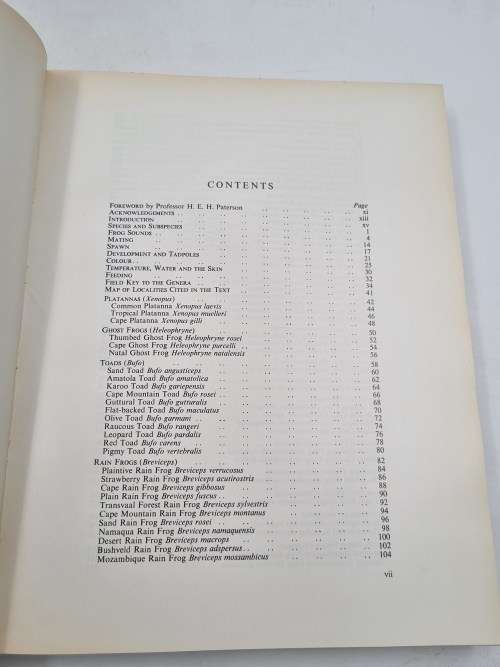 CONTENTS
Page
FOREWORD by Professor H. E. H. Paterson .. .. .. .. .. xi
ACKNOWLEDGEMENTS .. .. .. .. .. .. xiii
INTRODUCTION .. .. .. .. .. .. xv
SPECIES AND SUBSPECIES .. .. .. .. .. 1
FROG SOUNDS .. .. .. .. .. .. 4
MATING .. .. .. .. .. .. 14
SPAWN .. .. .. .. .. .. 17
DEVELOPMENT AND TADPOLES .. .. .. .. .. 21
COLOUR .. .. .. .. .. .. 25
TEMPERATURE, WATER AND THE SKIN .. .. .. .. .. 30
FEEDING .. .. .. .. .. .. 32
FIELD KEY TO THE GENERA .. .. .. .. .. 34
MAP OF LOCALITIES CITED IN THE TEXT .. .. .. .. .. 41
PLATANNAS (Xenopus) .. .. .. .. .. 42
Common Platanna Xenopus laevis .. .. .. .. .. 44
Tropical Platanna Xenopus muelleri .. .. .. .. .. 46
Cape Platanna Xenopus gilli .. .. .. .. .. 48
GHOST FROGS (Heleophryne) .. .. .. .. .. 50
Thumbed Ghost Frog Heleophryne rosei .. .. .. .. 52
Cape Ghost Frog Heleophryne purcelli .. .. .. .. 54
Natal Ghost Frog Heleophryne natalensis .. .. .. .. 56
TOADS (Bufo) .. .. .. .. .. .. 58
Sand Toad Bufo angusticeps .. .. .. .. .. 60
Amatola Toad Bufo amatolica .. .. .. .. .. 62
Karoo Toad Bufo gariepensis .. .. .. .. .. 64
Cape Mountain Toad Bufo rosei .. .. .. .. .. 66
Guttural Toad Bufo gutturalis .. .. .. .. .. 68
Flat-backed Toad Bufo maculatus .. .. .. .. .. 70
Olive Toad Bufo garmani .. .. .. .. .. 72
Raucous Toad Bufo rangeri .. .. .. .. .. 74
Leopard Toad Bufo pardalis .. .. .. .. .. 76
Red Toad Bufo carens .. .. .. .. .. 78
Pigmy Toad Bufo vertebralis .. .. .. .. .. 80
RAIN FROGS (Breviceps) .. .. .. .. .. 82
Plaintive Rain Frog Breviceps verrucosus .. .. .. .. 84
Strawberry Rain Frog Breviceps acutirostris .. .. .. .. 86
Cape Rain Frog Breviceps gibbosus .. .. .. .. 88
Plain Rain Frog Breviceps fuscus .. .. .. .. .. 90
Transvaal Forest Rain Frog Breviceps sylvestris .. .. .. .. 92
Cape Mountain Rain Frog Breviceps montanus .. .. .. .. 94
Sand Rain Frog Breviceps rosei .. .. .. .. .. 96
Namaqua Rain Frog Breviceps namaquensis .. .. .. .. 98
Desert Rain Frog Breviceps macrops .. .. .. .. 100
Bushveld Rain Frog Breviceps adspersus .. .. .. .. 102
Mozambique Rain Frog Breviceps mossambicus .. .. .. .. 104
vii